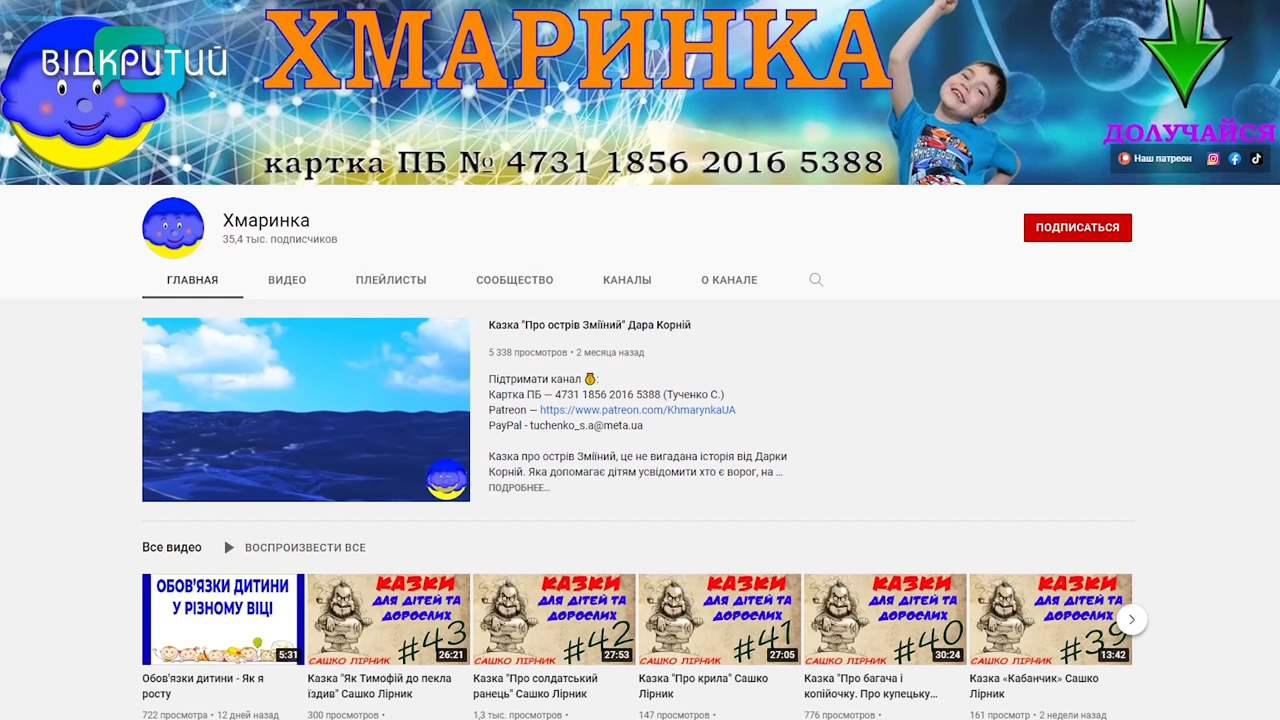 ВІДКРИТИЙ
ХМАРИНКА
картка ПБ № 4731 1856 2016 5388
ДОЛУЧАЙСЯ
Наш патреон
Хмаринка
35,4 тыс. подписчиков
ПОДПИСАТЬСЯ
ГЛАВНАЯ ВИДЕО ПЛЕЙЛИСТЫ СООБЩЕСТВО КАНАЛЫ О КАНАЛЕ
Казка "Про острів Зміїний" Дара Корній
5 338 просмотров • 2 месяца назад
Підтримати канал 💰:
Картка ПБ — 4731 1856 2016 5388 (Тученко С.)
Patreon — https://www.patreon.com/KhmarynkaUA
PayPal - tuchenko_s.a@meta.ua
Казка про острів Зміїний, це не вигадана історія від Дарки
Корній. Яка допомагає дітям усвідомити хто є ворог, на ...
ПОДРОБНЕЕ...
Все видео ВОСПРОИЗВЕСТИ ВСЕ
ОБОВ'ЯЗКИ ДИТИНИ
У РІЗНОМУ ВІЦІ
5:31
КАЗКИ
ДЛЯ ДІТЕЙ ТА
ДОРОСЛИХ
#43
САШКО ЛІРНИК
26:21
КАЗКИ
ДЛЯ ДІТЕЙ ТА
ДОРОСЛИХ
#42
САШКО ЛІРНИК
27:53
КАЗКИ
ДЛЯ ДІТЕЙ ТА
ДОРОСЛИХ
#41
САШКО ЛІРНИК
27:05
КАЗКИ
ДЛЯ ДІТЕЙ ТА
ДОРОСЛИХ
#40
САШКО ЛІРНИК
30:24
КАЗКИ
ДЛЯ ДІТЕЙ ТА
ДОРОСЛИХ
#39
САШКО ЛІРНИК
13:42
Обов'язки дитини - Як я
росту
722 просмотра • 12 дней назад
Казка "Як Тимофій до пекла
їздив" Сашко Лірник
300 просмотров •
Казка "Про солдатський
ранець" Сашко Лірник
1,3 тыс. просмотров •
Казка "Про крила" Сашко
Лірник
147 просмотров •
Казка "Про багача і
копійочку. Про купецьку...
776 просмотров •
Казка «Кабанчик» Сашко
Лірник
161 просмотр • 2 недели назад